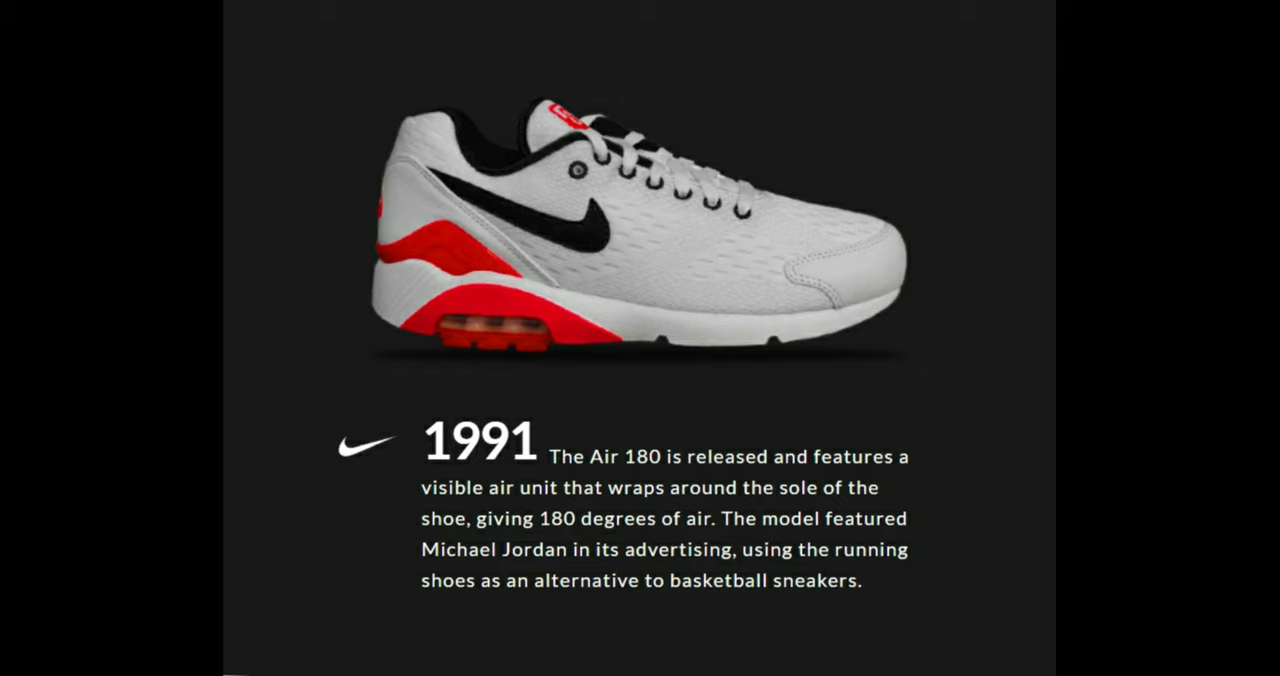 1991 The Air 180 is released and features a
visible air unit that wraps around the sole of the
shoe, giving 180 degrees of air. The model featured
Michael Jordan in its advertising, using the running
shoes as an alternative to basketball sneakers.